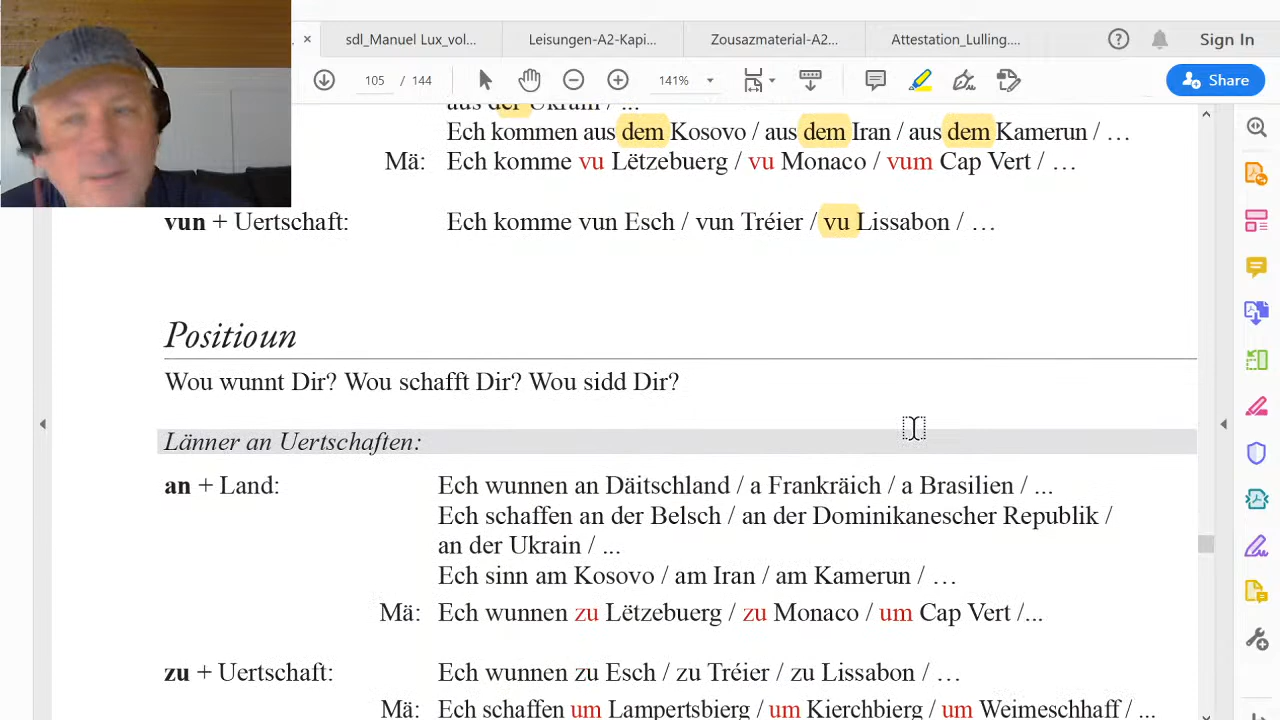 ×
sdl_Manuel Lux_vol...
Leisungen-A2-Kapi...
Zousazmaterial-A2...
Attestation_Lulling....
Sign In
105 / 144
141%
Share
aus der Ukrain / ...
Ech kommen aus dem Kosovo / aus dem Iran / aus dem Kamerun / …
Mä: Ech komme vu Lëtzebuerg / vu Monaco / vum Cap Vert / …
vun + Uertschaft: Ech komme vun Esch / vun Tréier / vu Lissabon / …
Positioun
Wou wunnt Dir? Wou schafft Dir? Wou sidd Dir?
Länner an Uertschaften:
an + Land: Ech wunnen an Däitschland / a Frankräich / a Brasilien / ...
Ech schaffen an der Belsch / an der Dominikanescher Republik /
an der Ukrain / ...
Ech sinn am Kosovo / am Iran / am Kamerun / …
Mä: Ech wunnen zu Lëtzebuerg / zu Monaco / um Cap Vert /...
zu + Uertschaft: Ech wunnen zu Esch / zu Tréier / zu Lissabon / …
Mä: Ech schaffen um Lampertsbierg / um Kierchbierg / um Weimeschhaff / ...